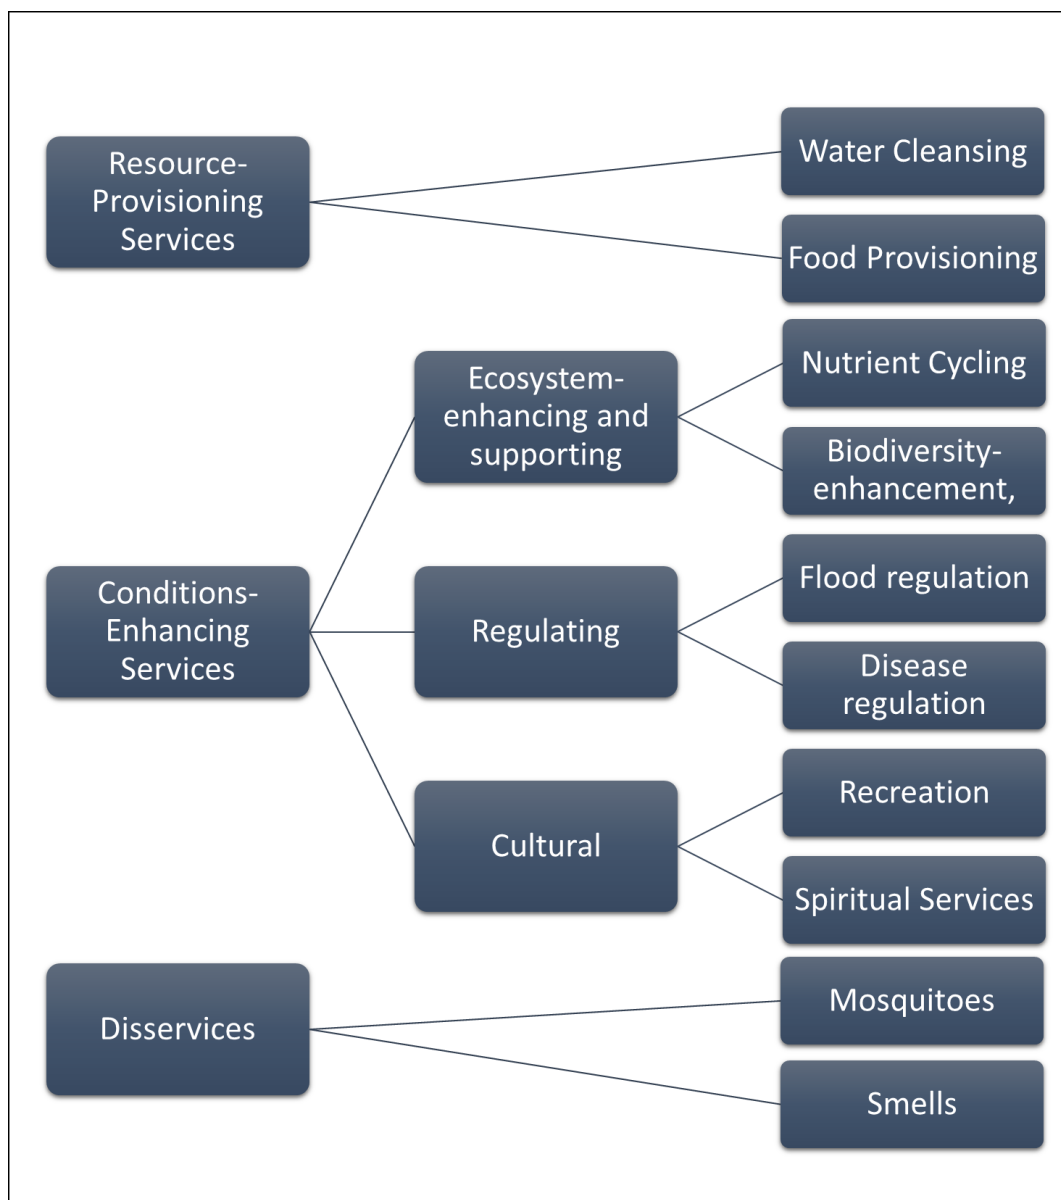 Resource-
Provisioning
Services
Water Cleansing
Food Provisioning
Conditions-
Enhancing
Services
Ecosystem-
enhancing and
supporting
Nutrient Cycling
Biodiversity-
enhancement,
Regulating
Flood regulation
Disease
regulation
Cultural
Recreation
Spiritual Services
Disservices
Mosquitoes
Smells